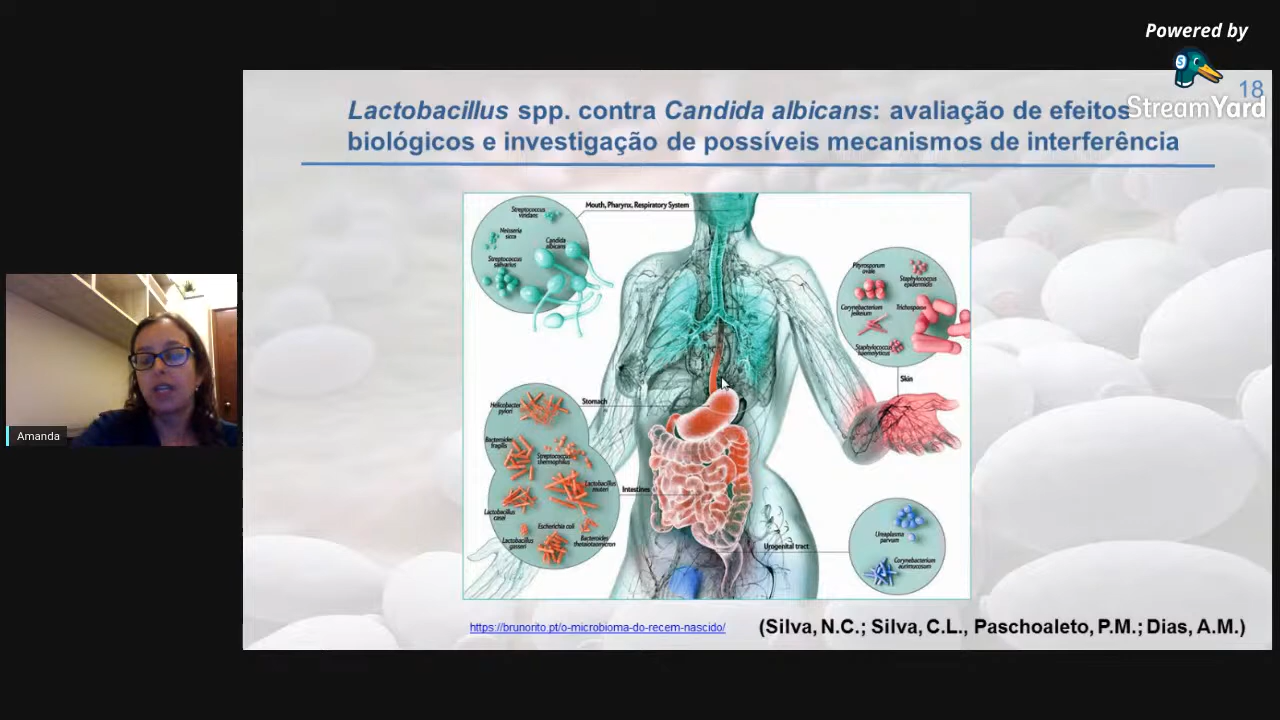 Powered by
StreamYard
18
Lactobacillus spp. contra Candida albicans: avaliação de efeitos
biológicos e investigação de possíveis mecanismos de interferência
Mouth, Pharynx, Respiratory System
Streptococcus
viridans
Neisseria
sicca
Candida
albicans
Streptococcus
salivarius
Pityrosporum
ovale
Staphylococcus
epidermidis
Corynebacterium
jeikeium
Trichosporon
Staphylococcus
haemolyticus
Skin
Stomach
Helicobacter
pylori
Bacteroides
fragilis
Streptococcus
thermophilus
Lactobacillus
reuteri
Intestines
Lactobacillus
casei
Escherichia coli
Lactobacillus
gasseri
Bacteroides
thetaiotaomicron
Urogenital tract
Ureaplasma
parvum
Corynebacterium
aurimucosum
Amanda
https://brunorito.pt/o-microbioma-do-recem-nascido/
(Silva, N.C.; Silva, C.L., Paschoaleto, P.M.; Dias, A.M.)